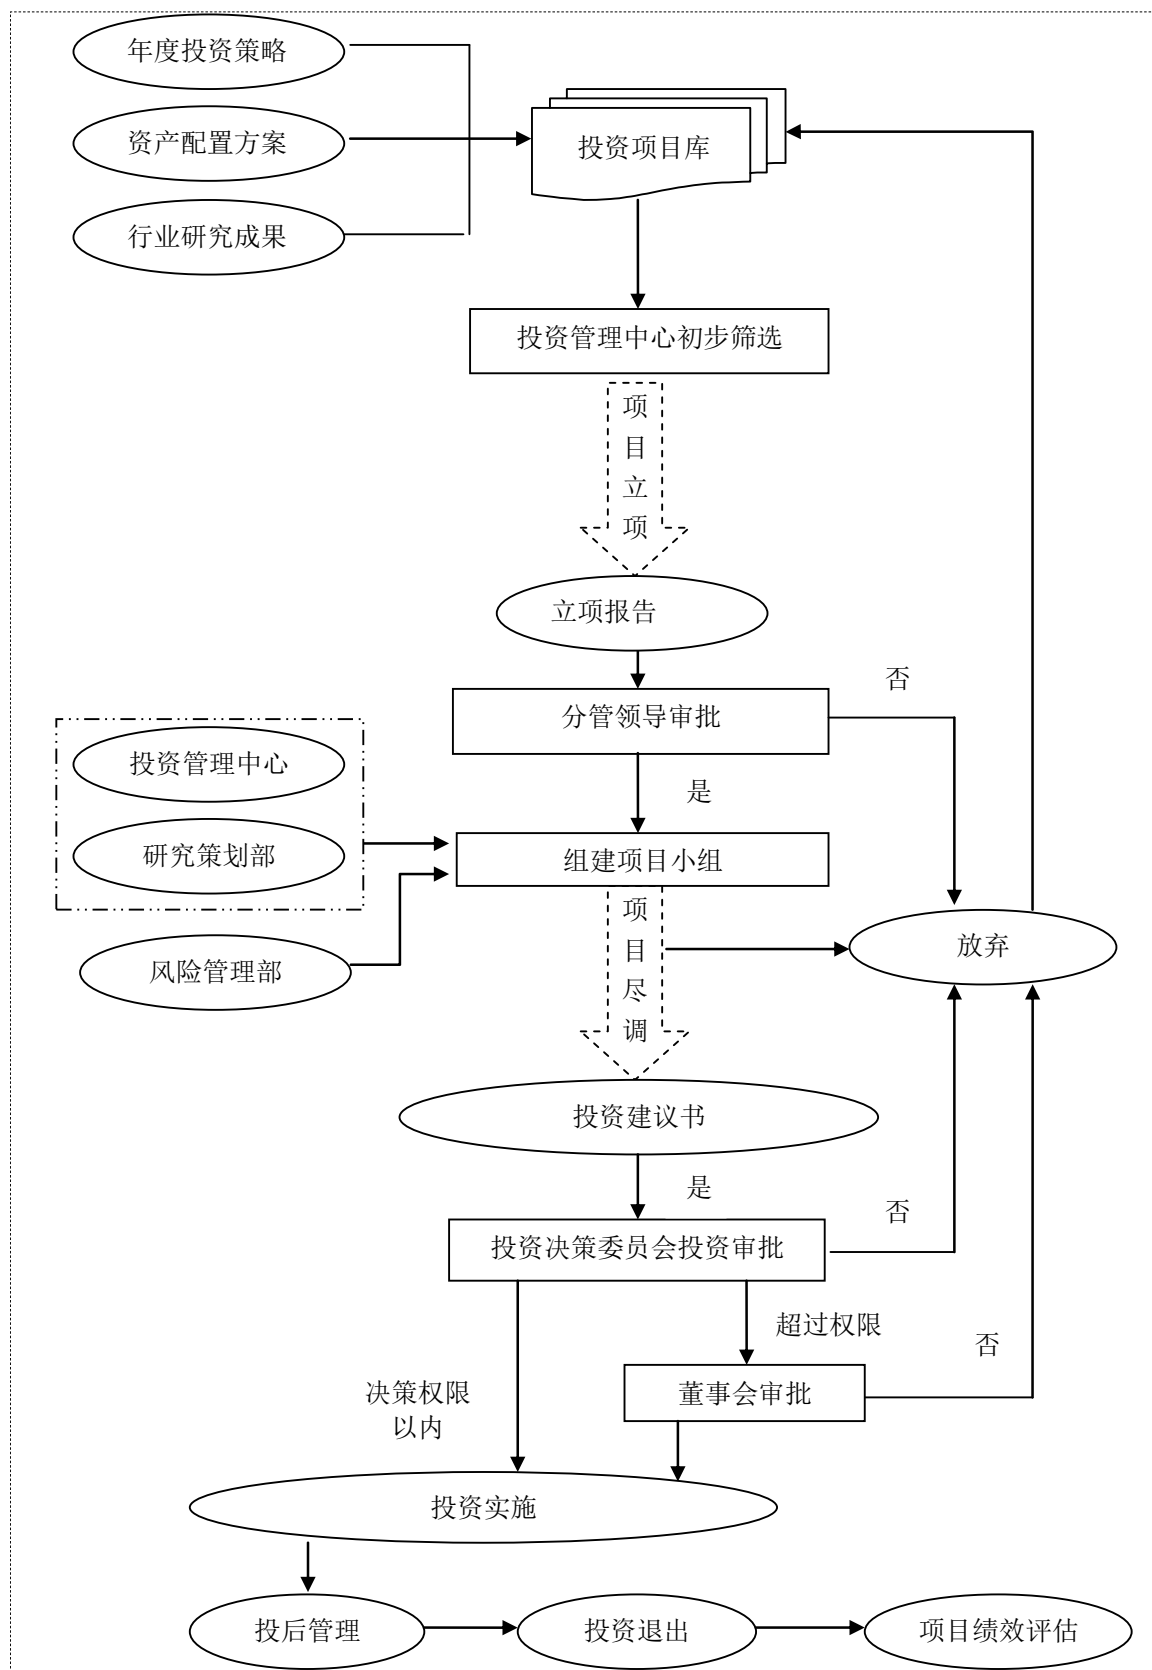 年度投资策略
资产配置方案
投资项目库
行业研究成果
投资管理中心初步筛选
项
目
立
项
立项报告
否
分管领导审批
投资管理中心
是
研究策划部
组建项目小组
项
目
尽
调
放弃
风险管理部
投资建议书
是
否
投资决策委员会投资审批
超过权限
否
决策权限
以内
董事会审批
投资实施
投后管理
投资退出
项目绩效评估